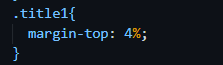 .title1{
  margin-top: 4%;
}